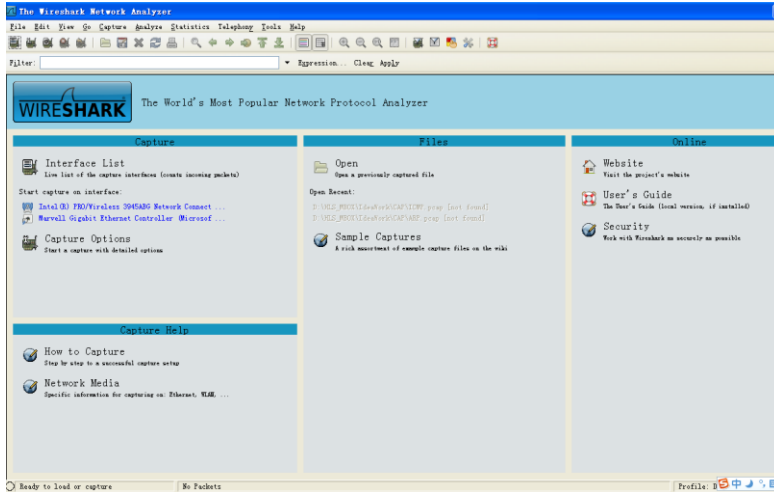 The Wireshark Network Analyzer
File Edit View Go Capture Analyze Statistics Telephony Tools Help
Filter: Expression... Clear Apply
WIRESHARK The World's Most Popular Network Protocol Analyzer
Capture
Interface List
Live list of the capture interfaces (counts incoming packets)
Start capture on interface:
Intel(R) PRO/Wireless 3945ABG Network Connect ...
Marvell Gigabit Ethernet Controller (Microsof ...
Capture Options
Start a capture with detailed options
Capture Help
How to Capture
Step by step to a successful capture setup
Network Media
Specific information for capturing on: Ethernet, WLAN, ...
Files
Open
Open a previously captured file
Open Recent:
[not found]
[not found]
Sample Captures
A rich assortment of example capture files on the wiki
Online
Website
Visit the project's website
User's Guide
The User's Guide (local version, if installed)
Security
Work with Wireshark as securely as possible
Ready to load or capture
No Packets
Profile: D
中